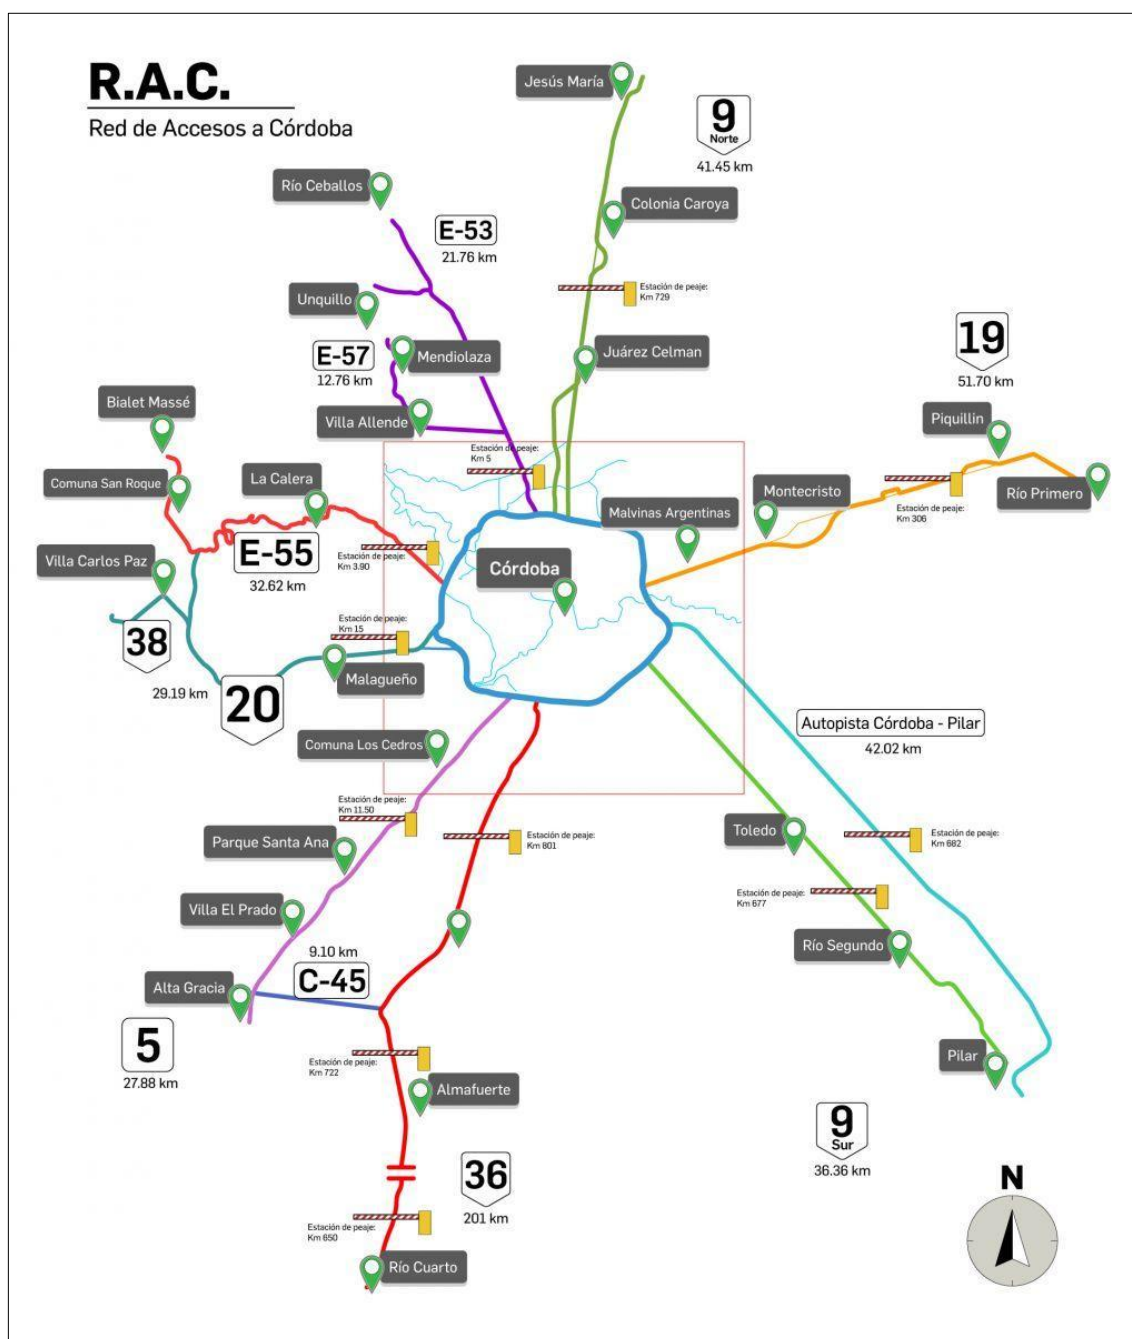 R.A.C.
Red de Accesos a Córdoba
Jesús María
9
Norte
41.45 km
Río Ceballos
Colonia Caroya
E-53
21.76 km
Estación de peaje:
Km 729
Unquillo
E-57
12.76 km
Mendiolaza
Juárez Celman
19
51.70 km
Bialet Massé
Villa Allende
Piquillin
Estación de peaje:
Km 5
Comuna San Roque
La Calera
Montecristo
Río Primero
Malvinas Argentinas
Estación de peaje:
Km 306
E-55
32.62 km
Estación de peaje:
Km 3.90
Villa Carlos Paz
Córdoba
38
Estación de peaje:
Km 15
29.19 km
20
Malagueño
Autopista Córdoba - Pilar
42.02 km
Comuna Los Cedros
Estación de peaje:
Km 11.50
Parque Santa Ana
Estación de peaje:
Km 801
Toledo
Estación de peaje:
Km 682
Estación de peaje:
Km 677
Villa El Prado
Río Segundo
9.10 km
C-45
Alta Gracia
5
27.88 km
Estación de peaje:
Km 722
Pilar
Almafuerte
9
Sur
36.36 km
36
201 km
N
Estación de peaje:
Km 650
Río Cuarto